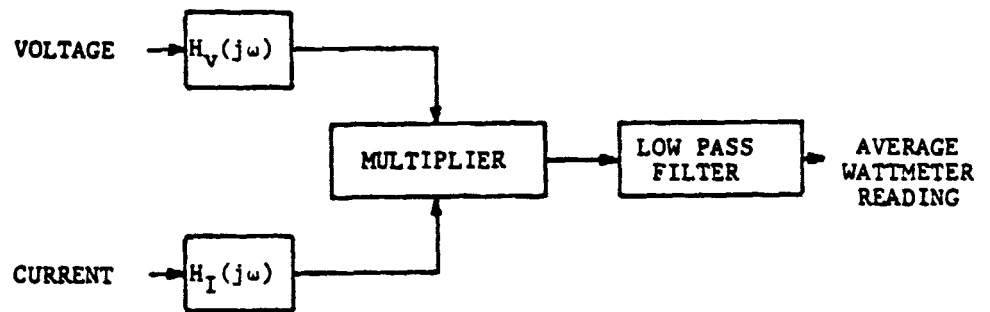 VOLTAGE
H_V(jω)
MULTIPLIER
LOW PASS
FILTER
AVERAGE
WATTMETER
READING
CURRENT
H_I(jω)